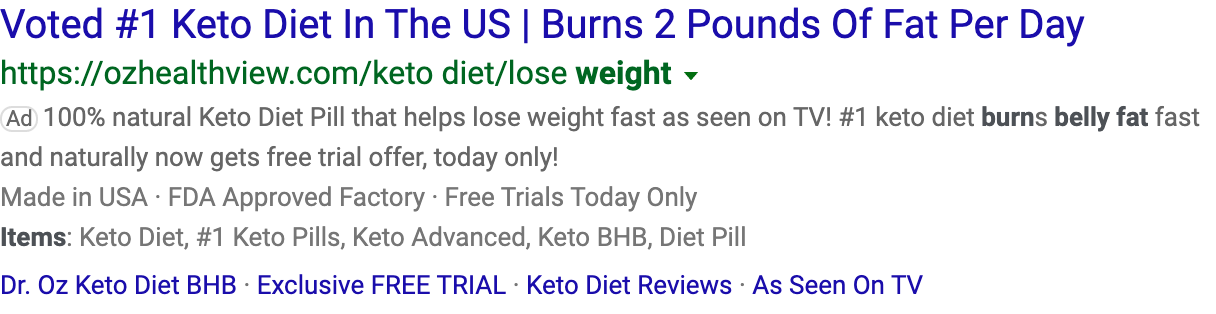 Voted #1 Keto Diet In The US | Burns 2 Pounds Of Fat Per Day
https://ozhealthview.com/keto diet/lose weight
Ad 100% natural Keto Diet Pill that helps lose weight fast as seen on TV! #1 keto diet burns belly fat fast
and naturally now gets free trial offer, today only!
Made in USA · FDA Approved Factory · Free Trials Today Only
Items: Keto Diet, #1 Keto Pills, Keto Advanced, Keto BHB, Diet Pill
Dr. Oz Keto Diet BHB · Exclusive FREE TRIAL · Keto Diet Reviews · As Seen On TV